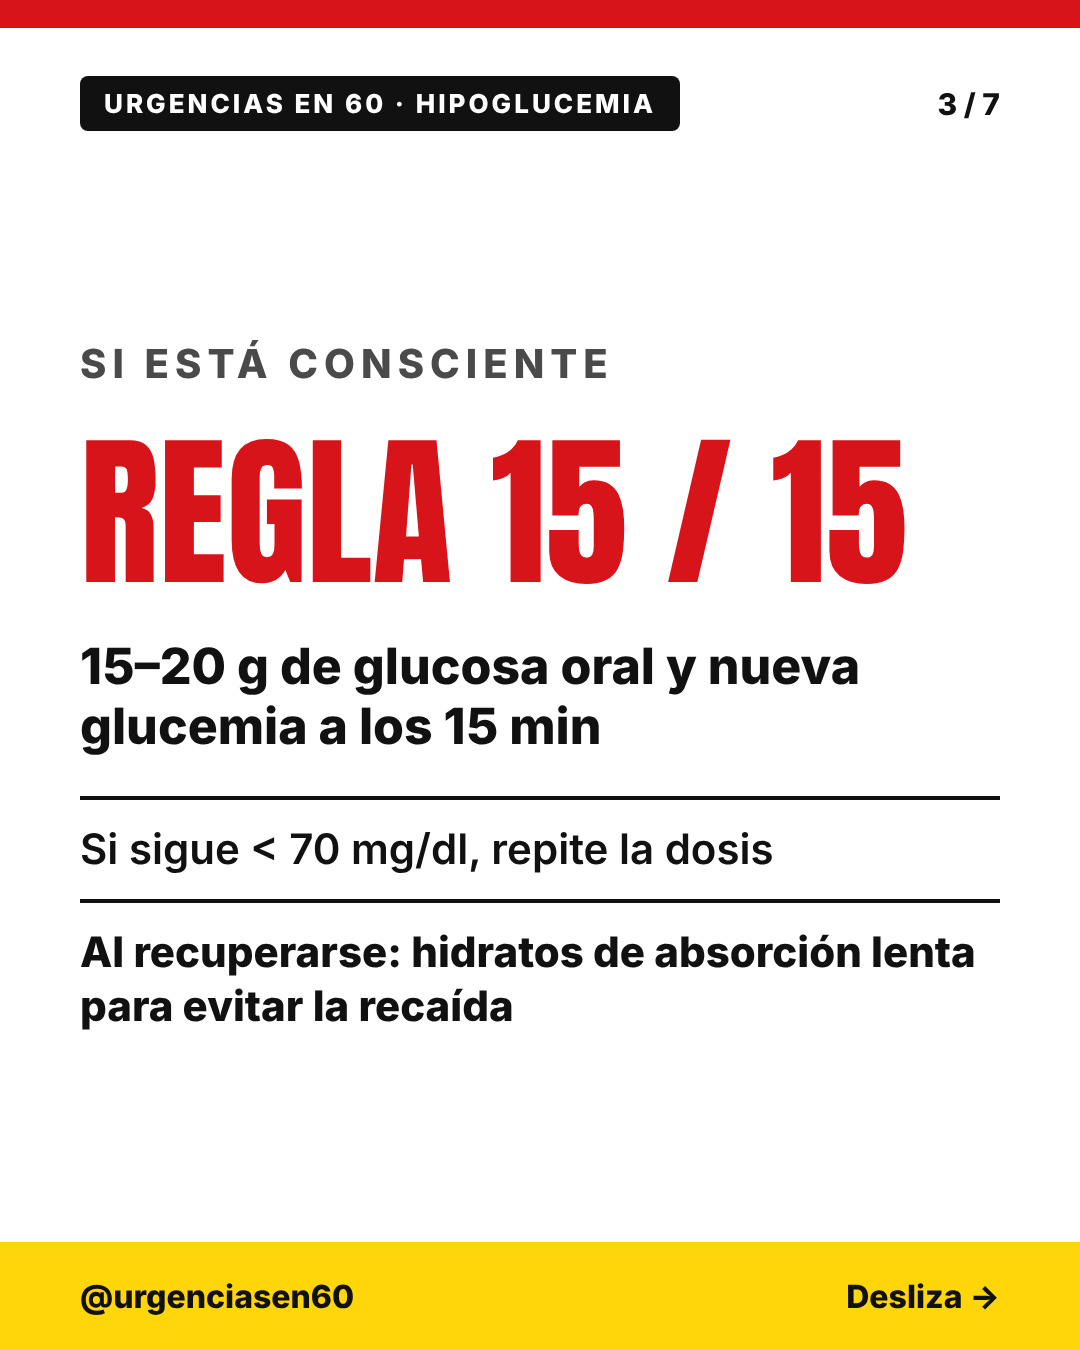 URGENCIAS EN 60 · HIPOGLUCEMIA
3 / 7
SI ESTÁ CONSCIENTE
REGLA 15 / 15
15–20 g de glucosa oral y nueva
glucemia a los 15 min
Si sigue < 70 mg/dl, repite la dosis
Al recuperarse: hidratos de absorción lenta
para evitar la recaída
@urgenciasen60
Desliza →